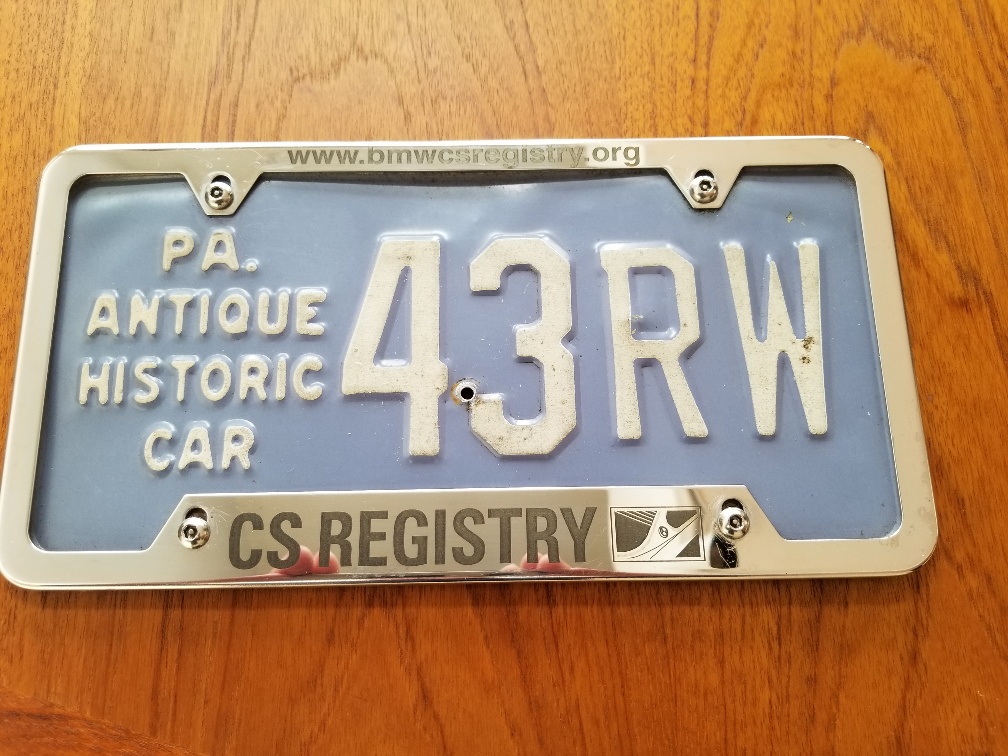 www.bmwcsregistry.org
PA.
ANTIQUE
HISTORIC
CAR
43RW
CS REGISTRY